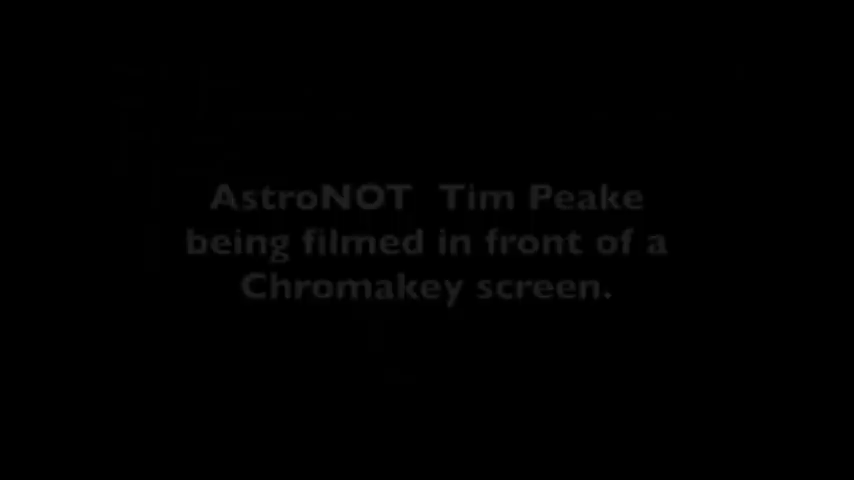 AstroNOT Tim Peake
being filmed in front of a
Chromakey screen.